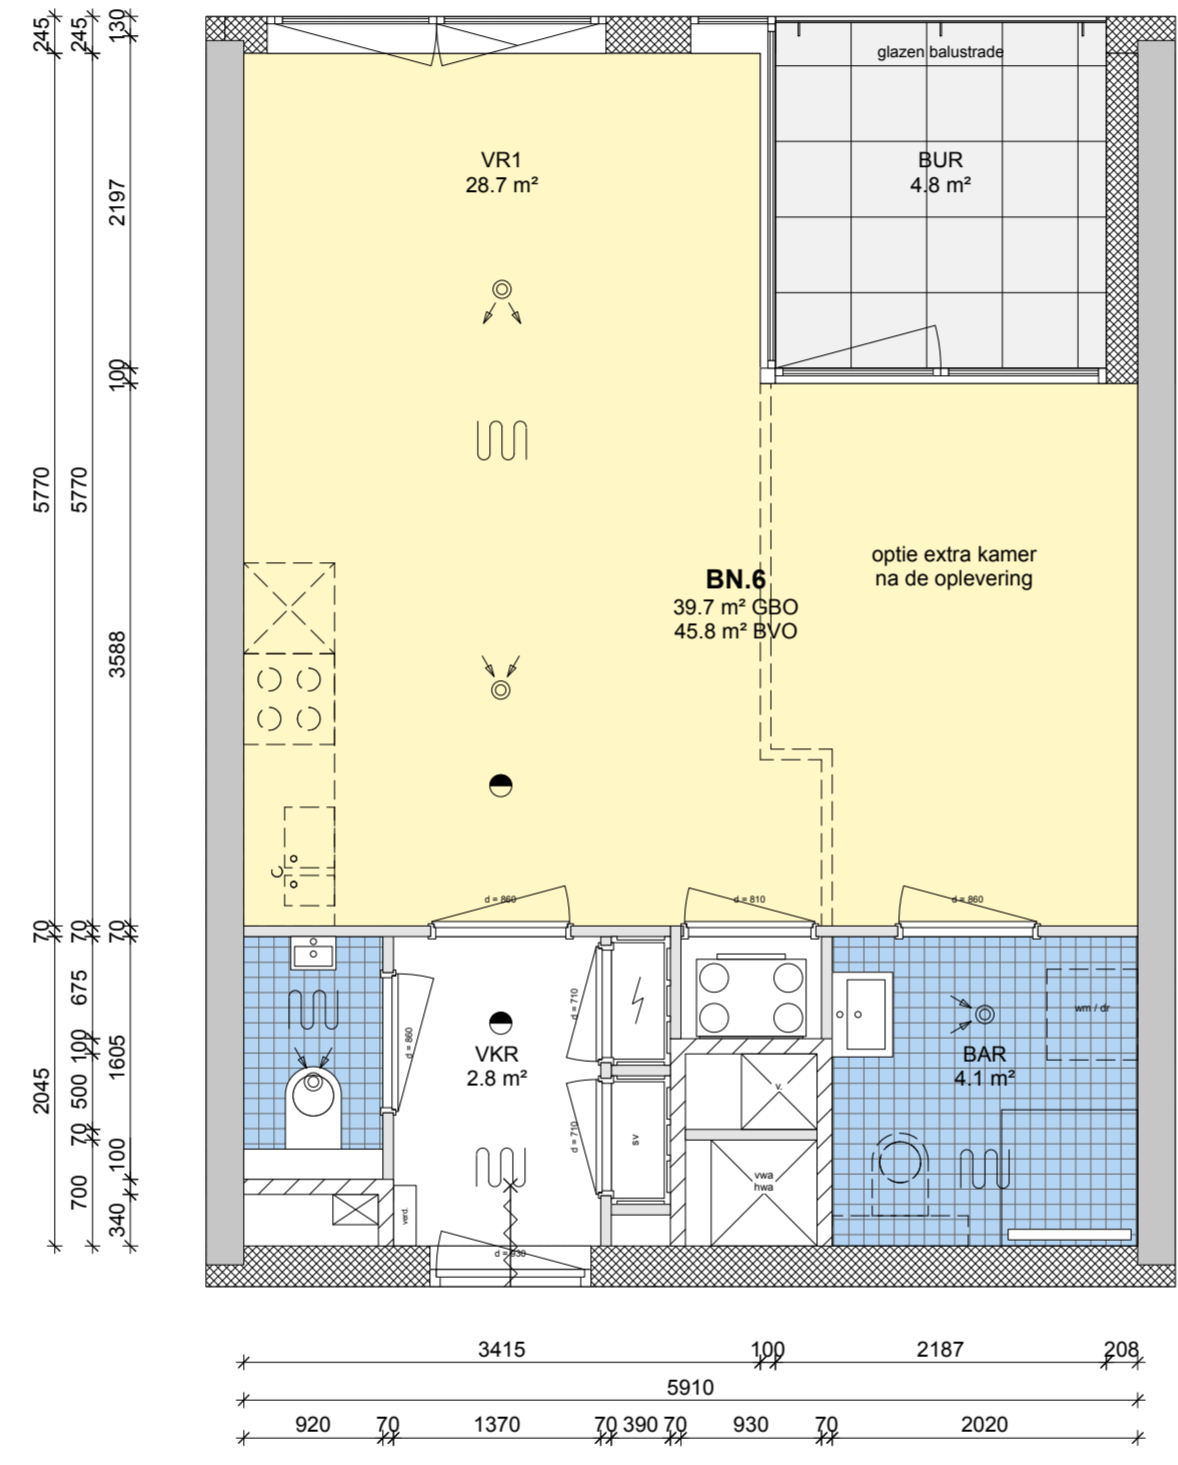 245
245
130
glazen balustrade
VR1
28.7 m²
BUR
4.8 m²
2197
100
5770
5770
optie extra kamer
na de oplevering
BN.6
39.7 m² GBO
45.8 m² BVO
3588
d = 860
d = 810
d = 860
70
70
70
675
100
500
70
700
1605
100
340
2045
d = 860
d = 710
d = 710
VKR
2.8 m²
sv
v.
vwa
hwa
wm / dr
BAR
4.1 m²
verd.
d = 930
3415
100
2187
208
5910
920
70
1370
70
390
70
930
70
2020